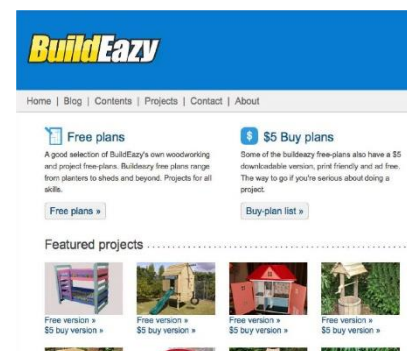 BuildEazy
Home | Blog | Contents | Projects | Contact | About
Free plans
A good selection of BuildEazy's own woodworking
and project free-plans. Buildeazy free plans range
from planters to sheds and beyond. Projects for all
skills.
Free plans »
$ $5 Buy plans
Some of the buildeazy free-plans also have a $5
downloadable version, print friendly and ad free.
The way to go if you're serious about doing a
project.
Buy-plan list »
Featured projects
Free version »
$5 buy version »
Free version »
$5 buy version »
Free version »
$5 buy version »
Free version »
$5 buy version »